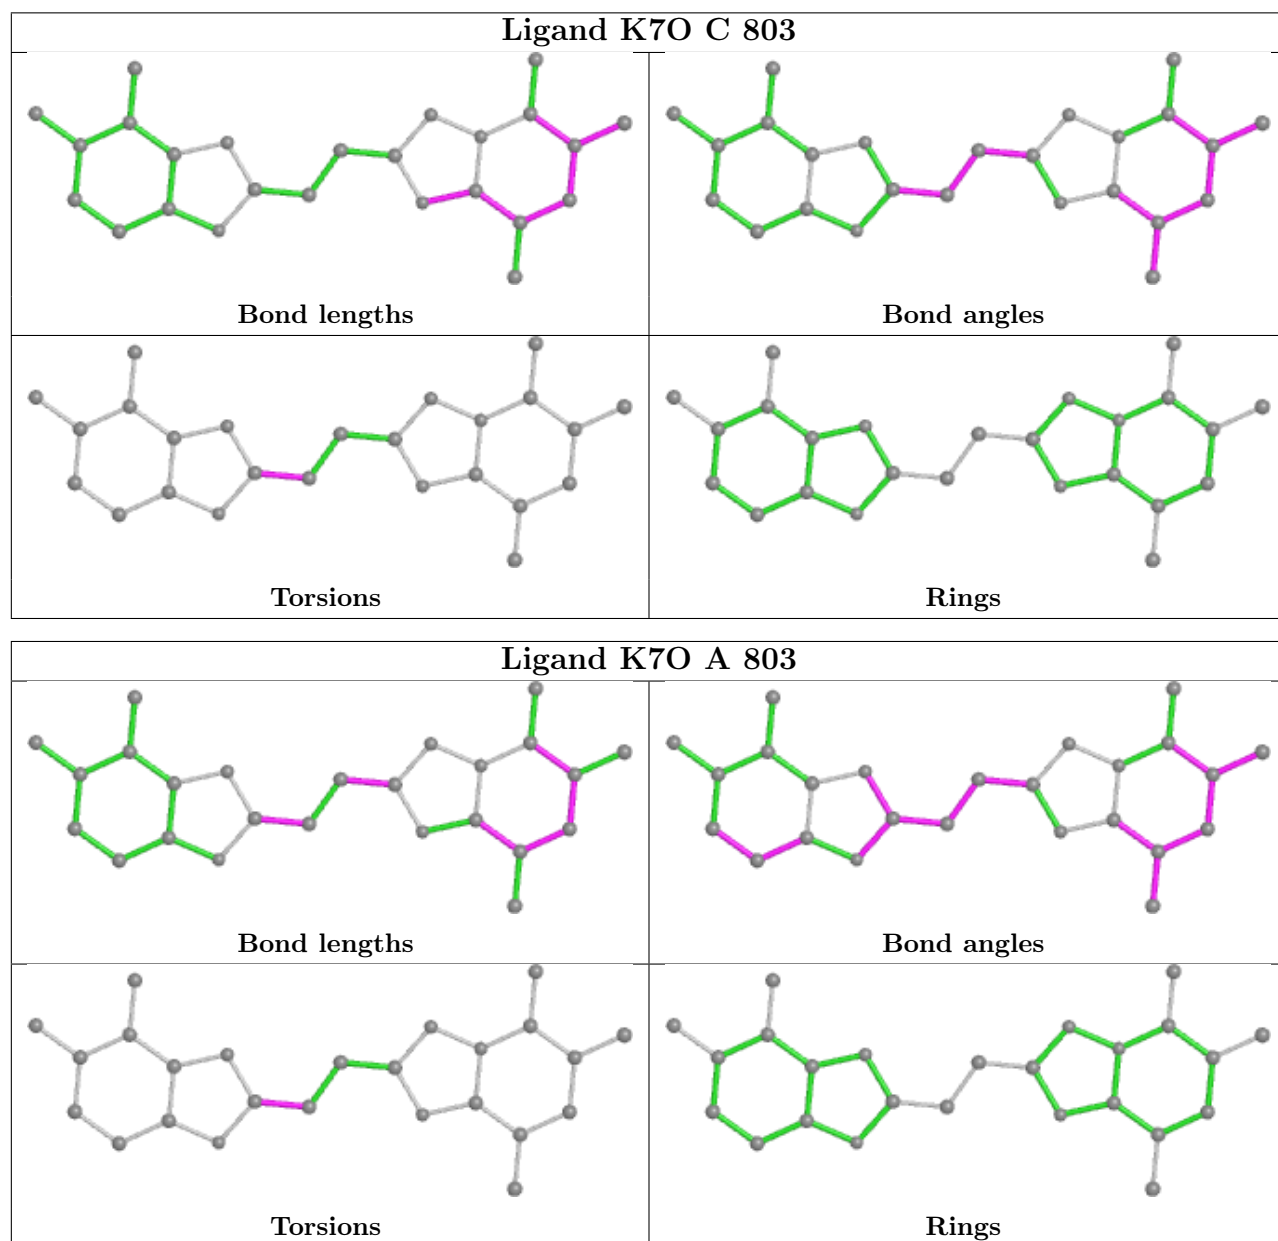 Ligand K7O C 803
Bond lengths
Bond angles
Torsions
Rings
Ligand K7O A 803
Bond lengths
Bond angles
Torsions
Rings